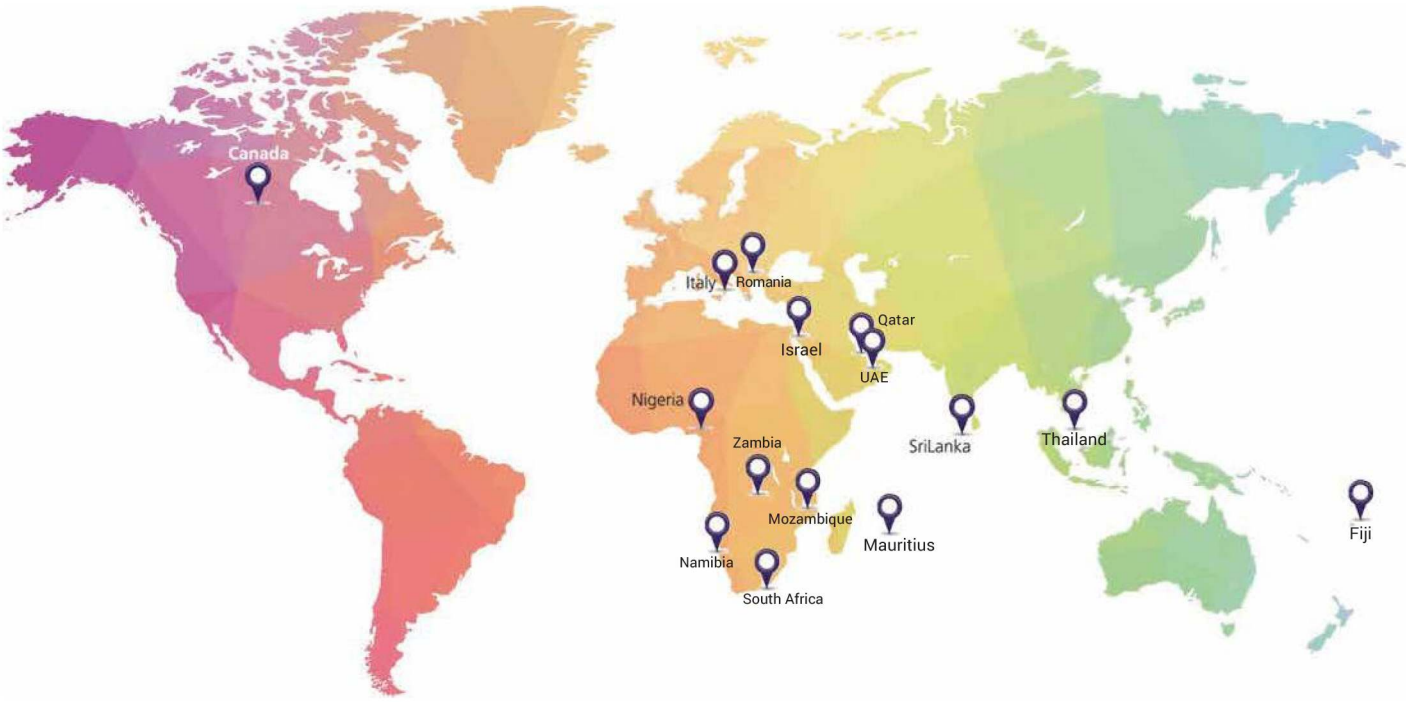 Canada
Italy
Romania
Israel
Qatar
UAE
Nigeria
SriLanka
Thailand
Zambia
Mozambique
Mauritius
Fiji
Namibia
South Africa